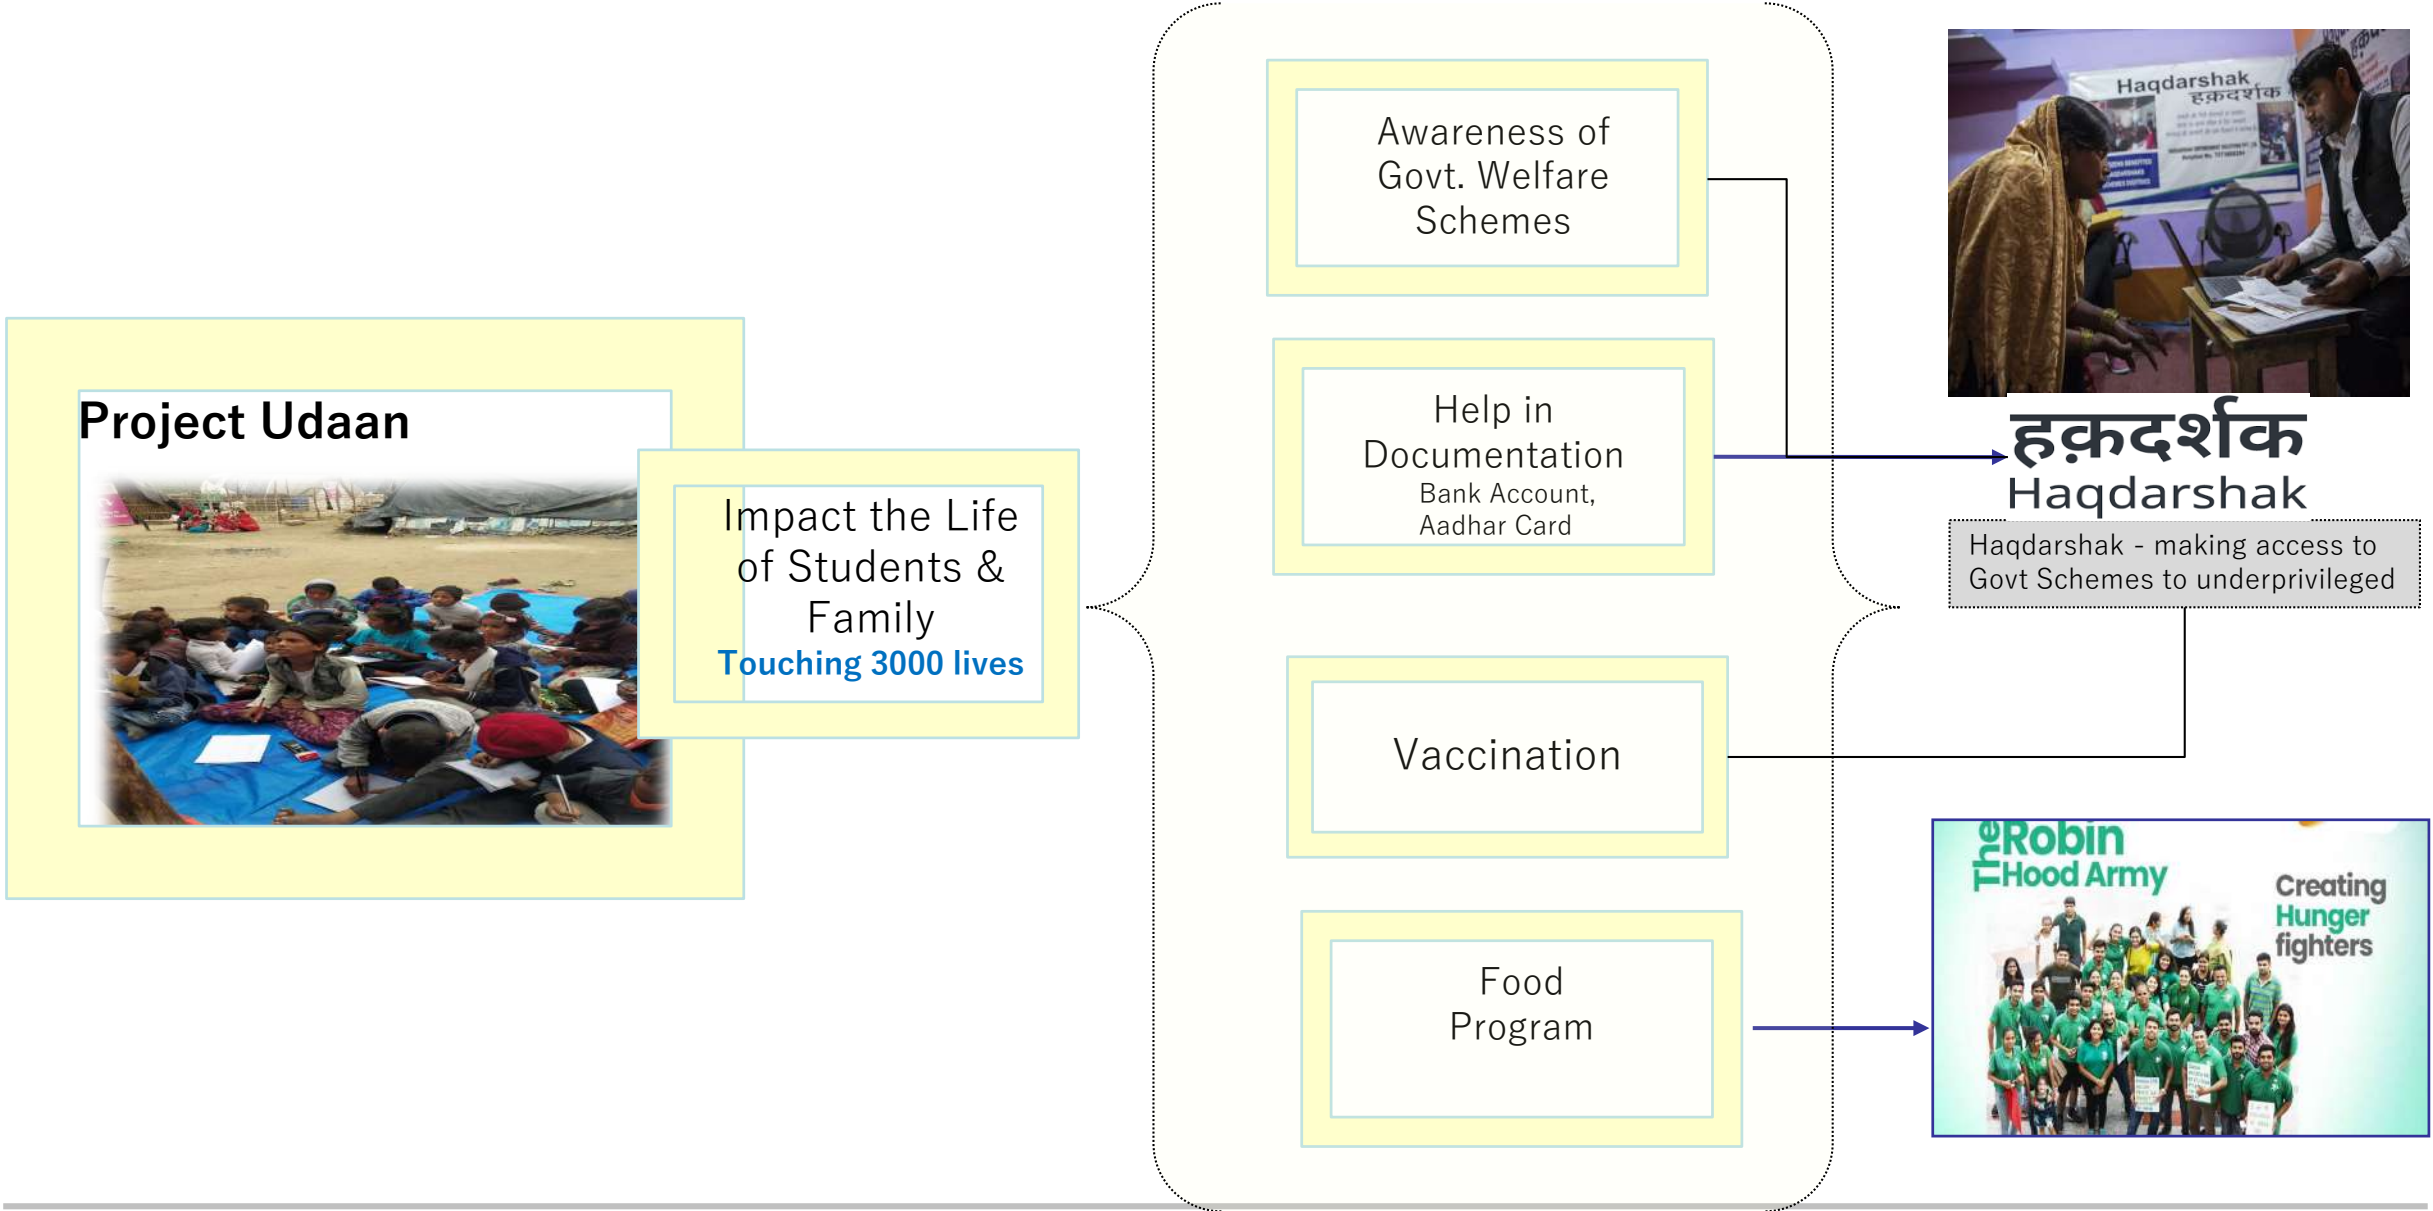 Project Udaan
Impact the Life
of Students &
Family
Touching 3000 lives
Awareness of
Govt. Welfare
Schemes
Help in
Documentation
Bank Account,
Aadhar Card
Vaccination
Food
Program
Haqdarshak
हक़दर्शक
हक़दर्शक
Haqdarshak
Haqdarshak - making access to
Govt Schemes to underprivileged
The Robin
Hood Army
Creating
Hunger
fighters